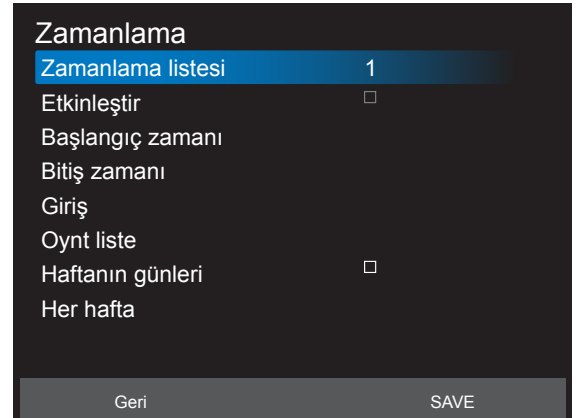 Zamanlama
Zamanlama listesi 1
Etkinleştir
Başlangıç zamanı
Bitiş zamanı
Giriş
Oynt liste
Haftanın günleri
Her hafta
Geri SAVE